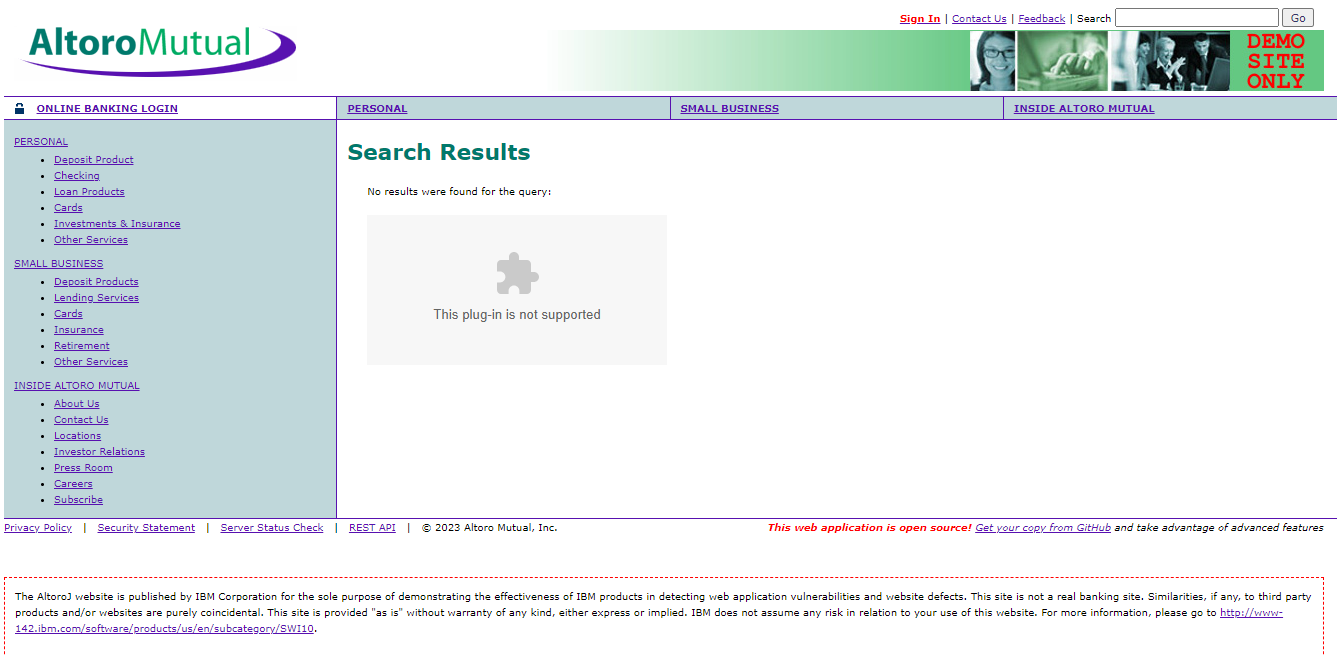 Sign In | Contact Us | Feedback | Search Go
AltoroMutual
DEMO
SITE
ONLY
ONLINE BANKING LOGIN
PERSONAL
SMALL BUSINESS
INSIDE ALTORO MUTUAL
PERSONAL
Deposit Product
Checking
Loan Products
Cards
Investments & Insurance
Other Services
SMALL BUSINESS
Deposit Products
Lending Services
Cards
Insurance
Retirement
Other Services
INSIDE ALTORO MUTUAL
About Us
Contact Us
Locations
Investor Relations
Press Room
Careers
Subscribe
Search Results
No results were found for the query:
This plug-in is not supported
Privacy Policy | Security Statement | Server Status Check | REST API | © 2023 Altoro Mutual, Inc.
This web application is open source! Get your copy from GitHub and take advantage of advanced features
The AltoroJ website is published by IBM Corporation for the sole purpose of demonstrating the effectiveness of IBM products in detecting web application vulnerabilities and website defects. This site is not a real banking site. Similarities, if any, to third party
products and/or websites are purely coincidental. This site is provided "as is" without warranty of any kind, either express or implied. IBM does not assume any risk in relation to your use of this website. For more information, please go to http://www-
142.ibm.com/software/products/us/en/subcategory/SWI10.